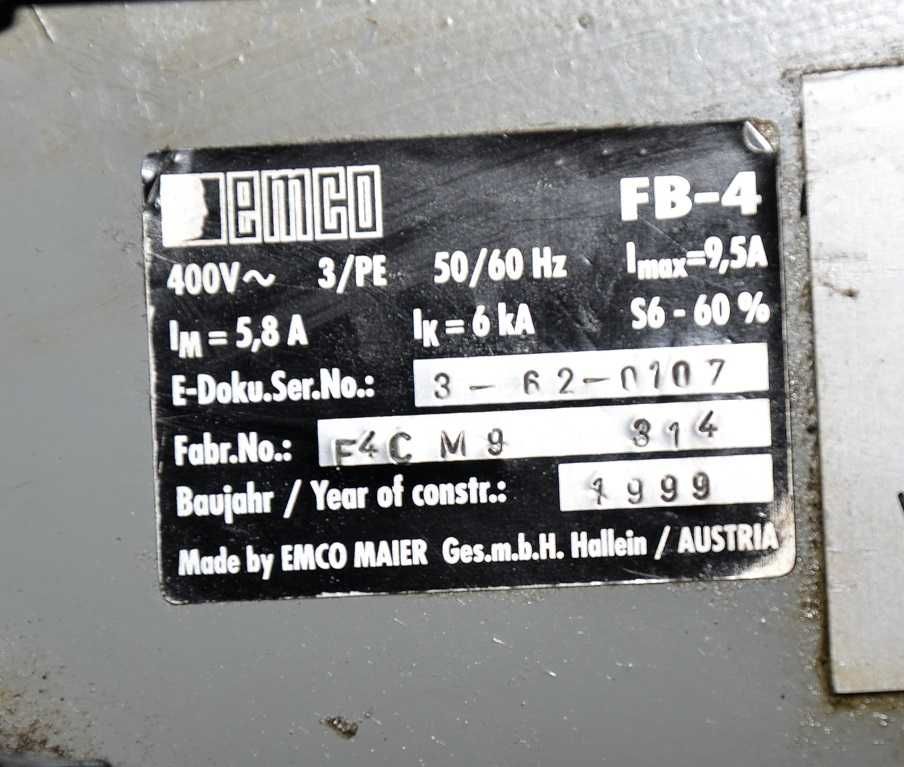 emco FB-4
400V~ 3/PE 50/60 Hz Imax=9,5A
IM = 5,8 A IK = 6 kA S6 - 60 %
E-Doku.Ser.No.: 3 - 62-0107
Fabr.No.: F4C M9 314
Baujahr / Year of constr.: 1999
Made by EMCO MAIER Ges.m.b.H. Hallein / AUSTRIA